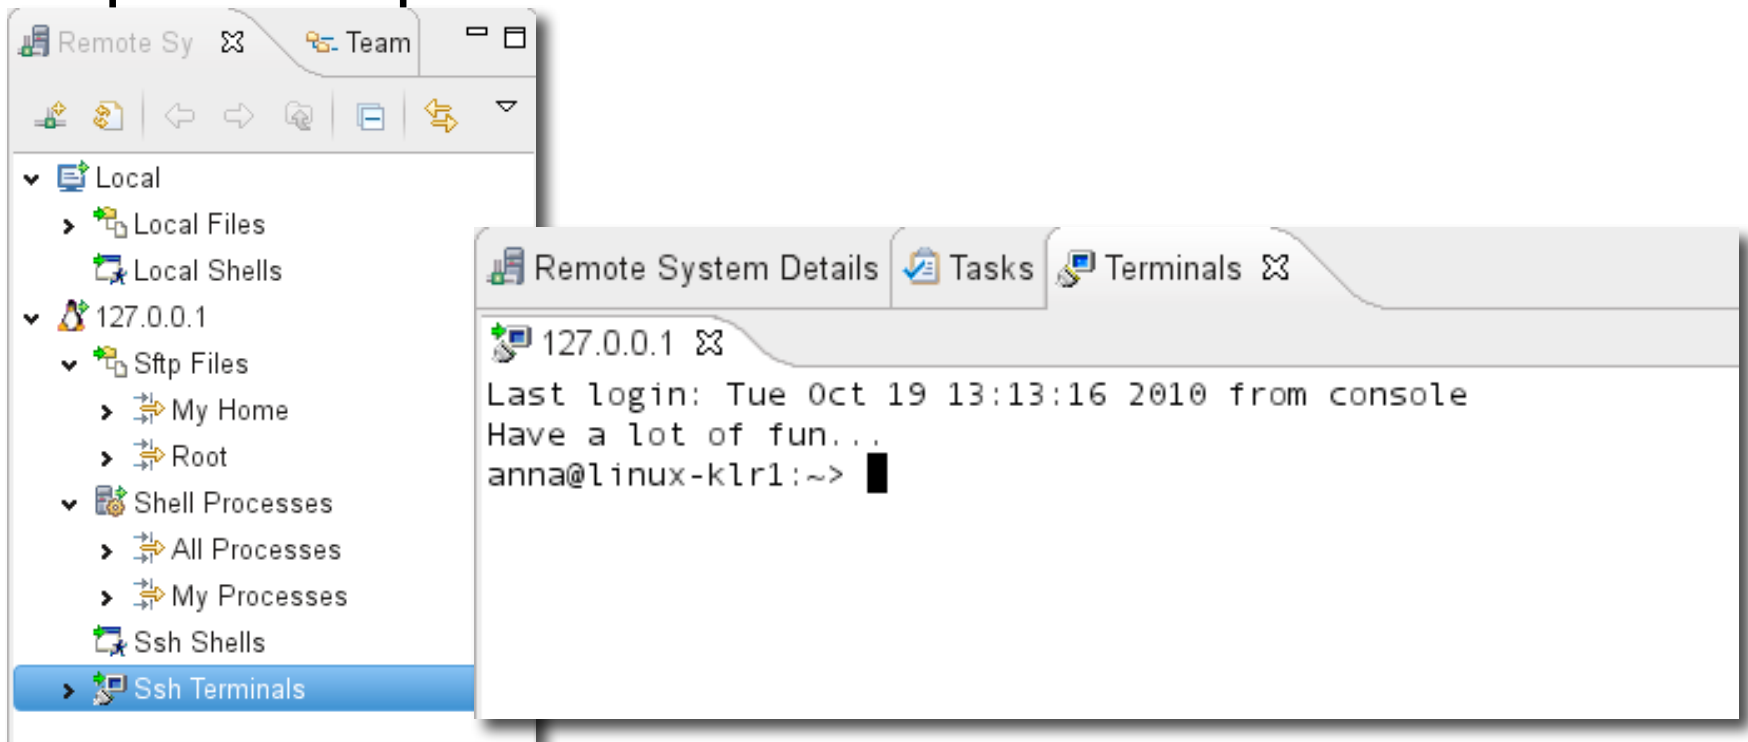 Remote Sy
Team
Local
Local Files
Local Shells
127.0.0.1
Sftp Files
My Home
Root
Shell Processes
All Processes
My Processes
Ssh Shells
Ssh Terminals
Remote System Details
Tasks
Terminals
127.0.0.1
Last login: Tue Oct 19 13:13:16 2010 from console
Have a lot of fun...
anna@linux-klr1:~>